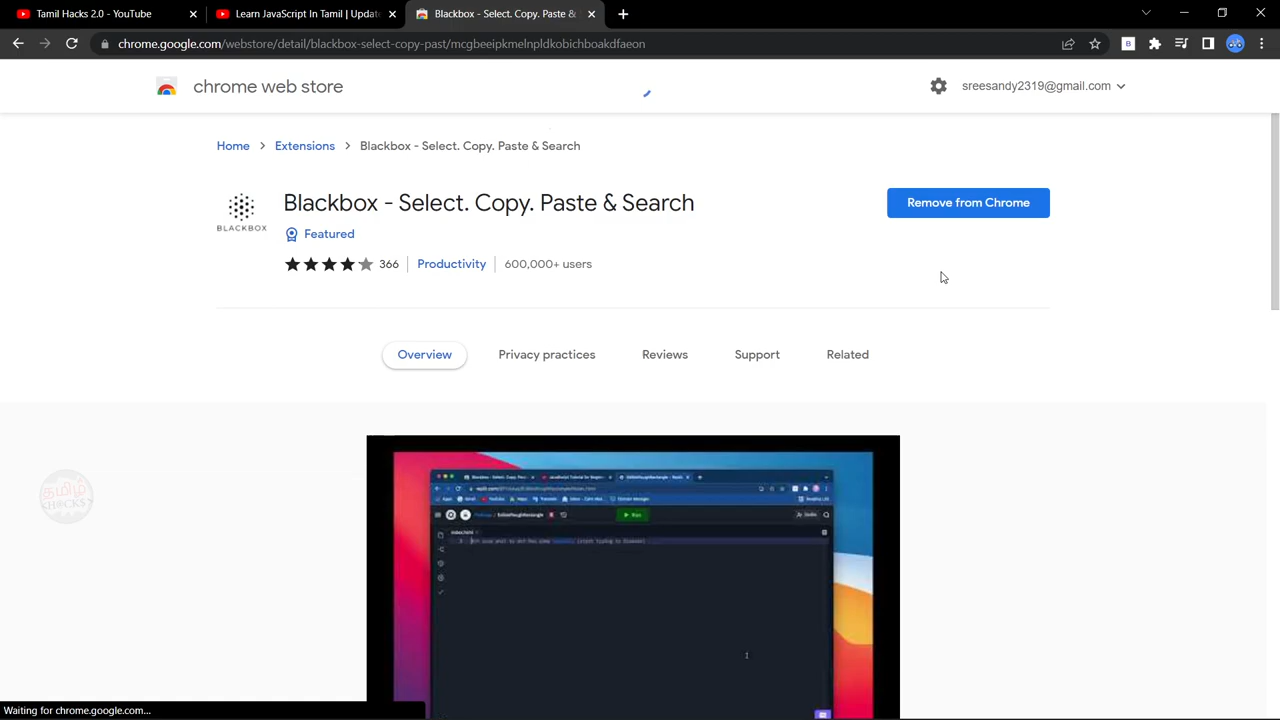 Tamil Hacks 2.0 - YouTube
Learn JavaScript In Tamil | Update
Blackbox - Select. Copy. Paste &
chrome.google.com/webstore/detail/blackbox-select-copy-past/mcgbeeipkmelnpldkobichboakdfaeon
chrome web store
sreesandy2319@gmail.com
Home > Extensions > Blackbox - Select. Copy. Paste & Search
BLACKBOX
Blackbox - Select. Copy. Paste & Search
Remove from Chrome
Featured
366
Productivity
600,000+ users
Overview
Privacy practices
Reviews
Support
Related
தமிழ்
Waiting for chrome.google.com...